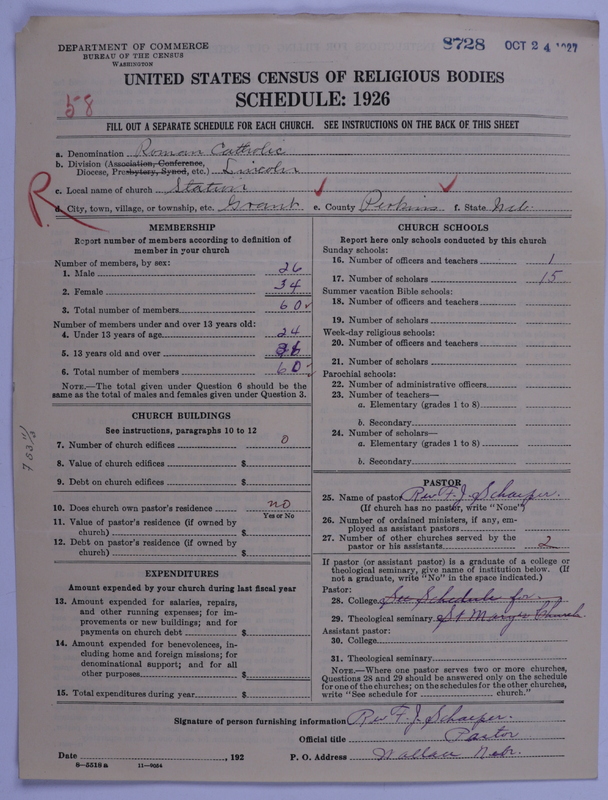 DEPARTMENT OF COMMERCE
BUREAU OF THE CENSUS
WASHINGTON
8728 OCT 24 1927
UNITED STATES CENSUS OF RELIGIOUS BODIES
SCHEDULE: 1926
58
FILL OUT A SEPARATE SCHEDULE FOR EACH CHURCH. SEE INSTRUCTIONS ON THE BACK OF THIS SHEET
a. Denomination Roman Catholic
b. Division (Association, Conference,
Diocese, Presbytery, Synod, etc.) Lincoln
c. Local name of church Station
R
d. City, town, village, or township, etc. Grant e. County Perkins f. State Neb.
MEMBERSHIP
Report number of members according to definition of
member in your church
Number of members, by sex:
1. Male 26
2. Female 34
3. Total number of members 60
Number of members under and over 13 years old:
4. Under 13 years of age 24
5. 13 years old and over 36
6. Total number of members 60
NOTE.—The total given under Question 6 should be the
same as the total of males and females given under Question 3.
CHURCH BUILDINGS
See instructions, paragraphs 10 to 12
7. Number of church edifices 0
8. Value of church edifices $
9. Debt on church edifices $
10. Does church own pastor's residence no
Yes or No
11. Value of pastor's residence (if owned by
church) $
12. Debt on pastor's residence (if owned by
church) $
EXPENDITURES
Amount expended by your church during last fiscal year
13. Amount expended for salaries, repairs,
and other running expenses; for im-
provements or new buildings; and for
payments on church debt $
14. Amount expended for benevolences, in-
cluding home and foreign missions; for
denominational support; and for all
other purposes $
15. Total expenditures during year $
CHURCH SCHOOLS
Report here only schools conducted by this church
Sunday schools:
16. Number of officers and teachers 1
17. Number of scholars 15
Summer vacation Bible schools:
18. Number of officers and teachers
19. Number of scholars
Week-day religious schools:
20. Number of officers and teachers
21. Number of scholars
Parochial schools:
22. Number of administrative officers
23. Number of teachers—
a. Elementary (grades 1 to 8)
b. Secondary
24. Number of scholars—
a. Elementary (grades 1 to 8)
b. Secondary
PASTOR
25. Name of pastor Rev F. J. Schaefer.
(If church has no pastor, write "None")
26. Number of ordained ministers, if any, em-
ployed as assistant pastors
27. Number of other churches served by the
pastor or his assistants 2
If pastor (or assistant pastor) is a graduate of a college or
theological seminary, give name of institution below. (If
not a graduate, write "No" in the space indicated.)
Pastor:
28. College See Schedule for
29. Theological seminary St Mary's Church.
Assistant pastor:
30. College
31. Theological seminary
NOTE.—Where one pastor serves two or more churches,
Questions 28 and 29 should be answered only on the schedule
for one of the churches; on the schedules for the other churches,
write "See schedule for church."
Signature of person furnishing information Rev F. J. Schaefer.
Official title Pastor
Date , 192 P. O. Address Wallace Nebr.
8—5518a 11—9054